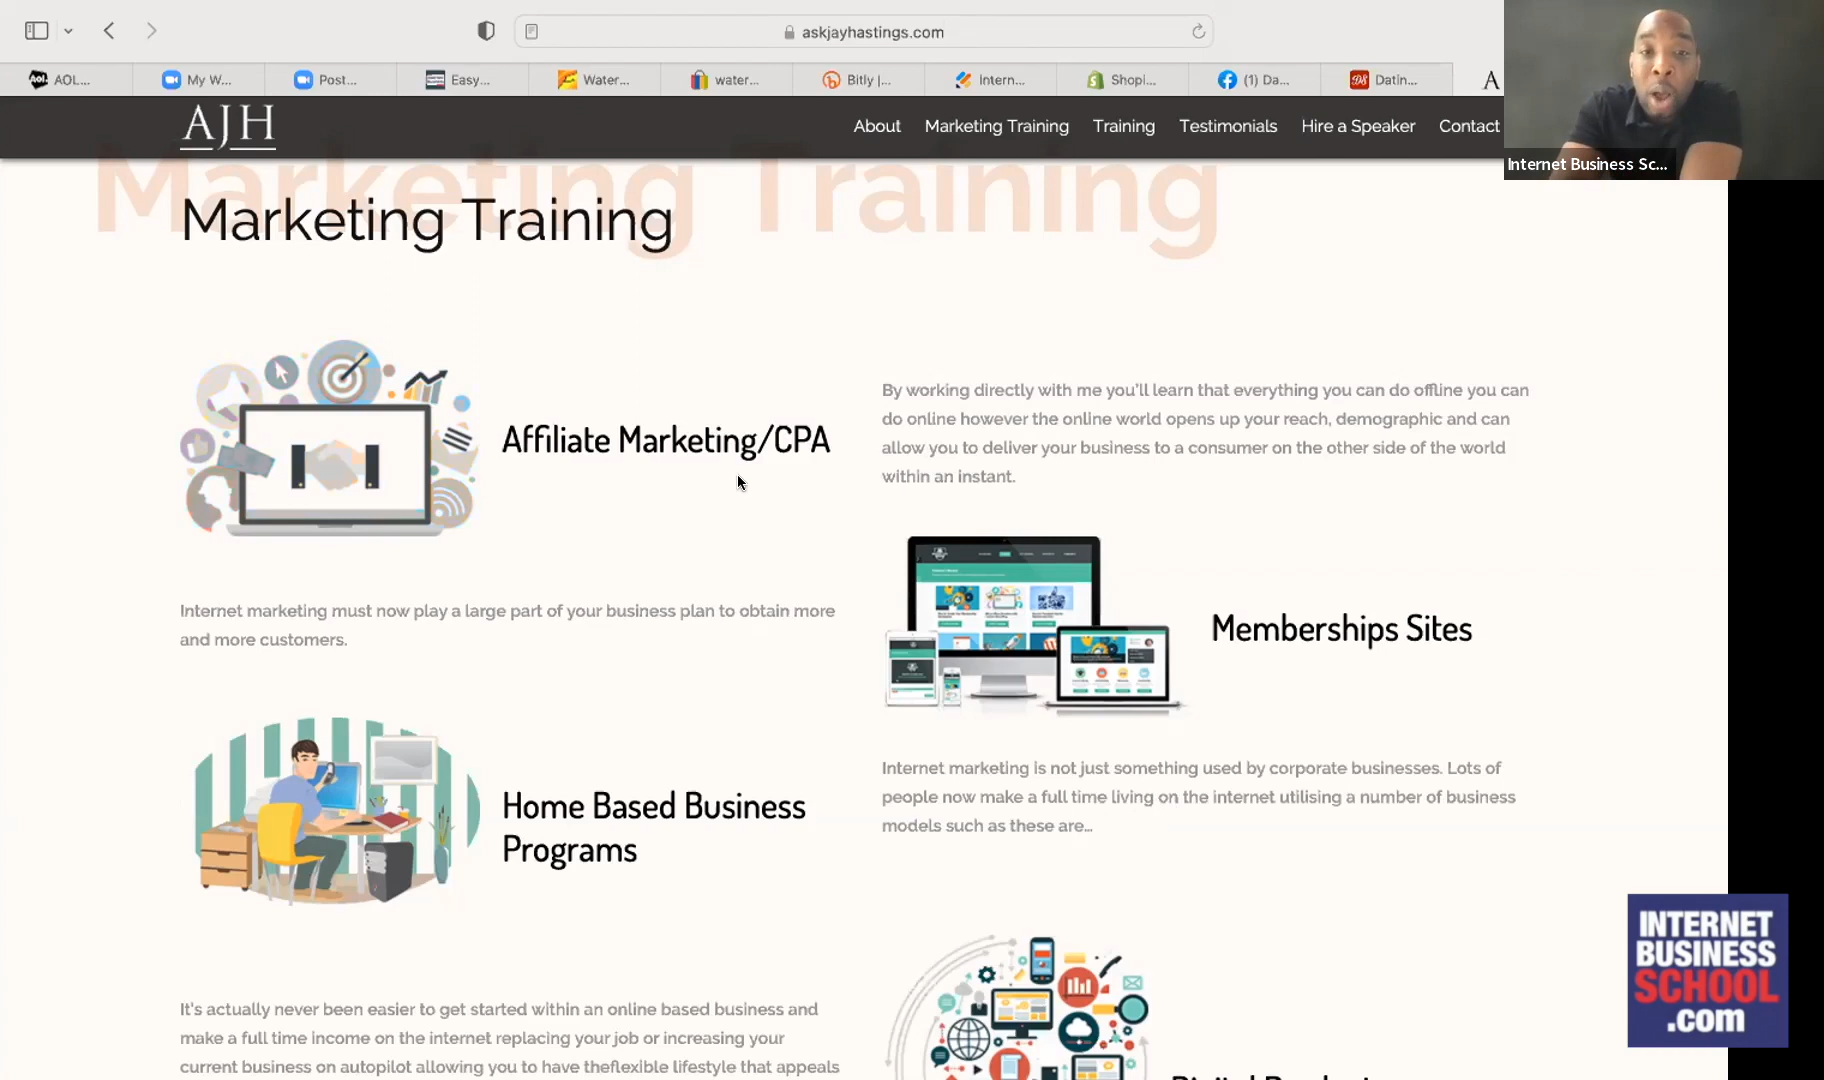 askjayhastings.com
AOL...
My W...
Post...
Easy...
Water...
water...
Bitly |...
Intern...
Shopi...
(1) Da...
Datin...
A
AJH
About
Marketing Training
Training
Testimonials
Hire a Speaker
Contact
Internet Business Sc...
Marketing Training
Marketing Training
Affiliate Marketing/CPA
By working directly with me you'll learn that everything you can do offline you can
do online however the online world opens up your reach, demographic and can
allow you to deliver your business to a consumer on the other side of the world
within an instant.
Internet marketing must now play a large part of your business plan to obtain more
and more customers.
Memberships Sites
Home Based Business
Programs
Internet marketing is not just something used by corporate businesses. Lots of
people now make a full time living on the internet utilising a number of business
models such as these are...
It's actually never been easier to get started within an online based business and
make a full time income on the internet replacing your job or increasing your
current business on autopilot allowing you to have theflexible lifestyle that appeals
INTERNET
BUSINESS
SCHOOL
.com